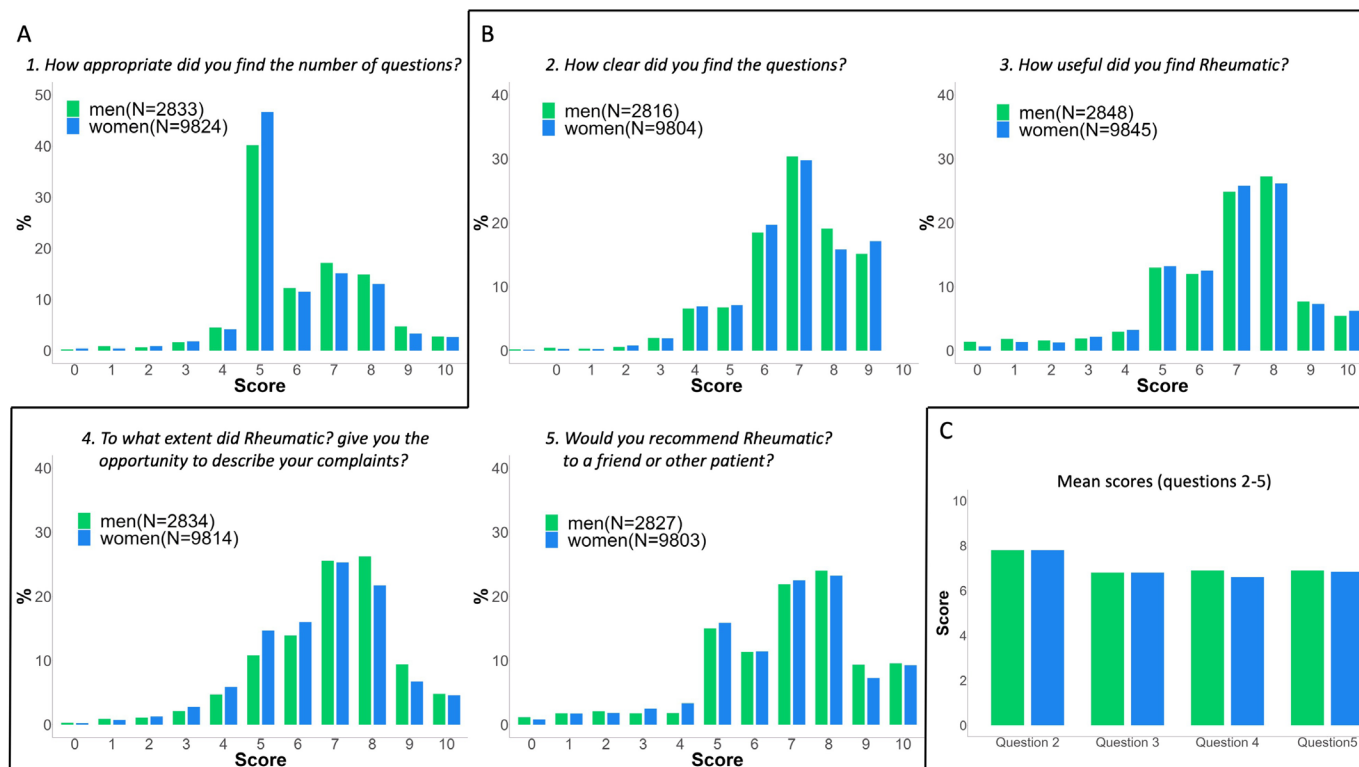 A
1. How appropriate did you find the number of questions?
men(N=2833)
women(N=9824)
50
40
30
20
10
0
%
0 1 2 3 4 5 6 7 8 9 10
Score
B
2. How clear did you find the questions?
men(N=2816)
women(N=9804)
40
30
20
10
0
%
0 1 2 3 4 5 6 7 8 9 10
Score
3. How useful did you find Rheumatic?
men(N=2848)
women(N=9845)
40
30
20
10
0
%
0 1 2 3 4 5 6 7 8 9 10
Score
4. To what extent did Rheumatic? give you the
opportunity to describe your complaints?
men(N=2834)
women(N=9814)
40
30
20
10
0
%
0 1 2 3 4 5 6 7 8 9 10
Score
5. Would you recommend Rheumatic?
to a friend or other patient?
men(N=2827)
women(N=9803)
40
30
20
10
0
%
0 1 2 3 4 5 6 7 8 9 10
Score
C
Mean scores (questions 2-5)
10
8
6
4
2
0
Score
Question 2 Question 3 Question 4 Question5